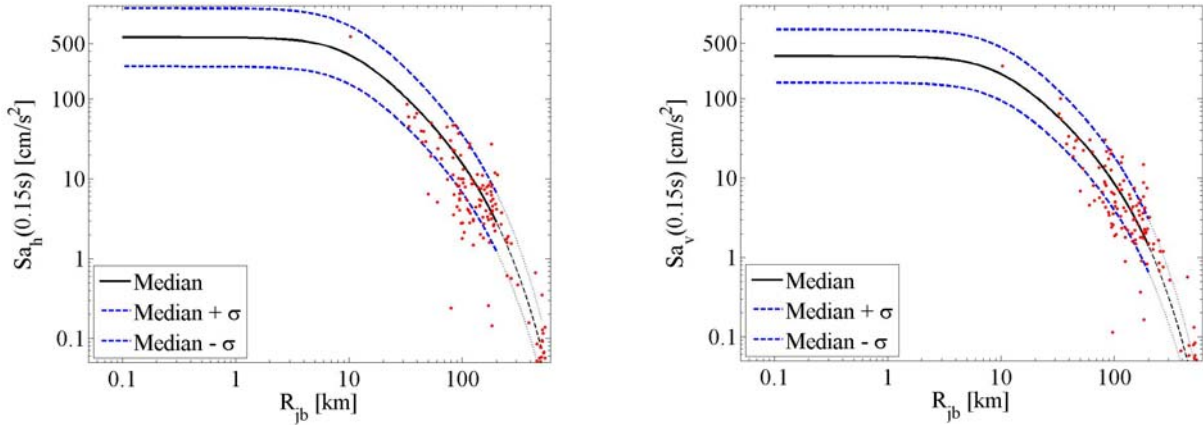 500
100
10
1
0.1
Sa_h(0.15s) [cm/s²]
Median
Median + σ
Median - σ
0.1
1
10
100
R_jb [km]
500
100
10
1
0.1
Sa_v(0.15s) [cm/s²]
Median
Median + σ
Median - σ
0.1
1
10
100
R_jb [km]